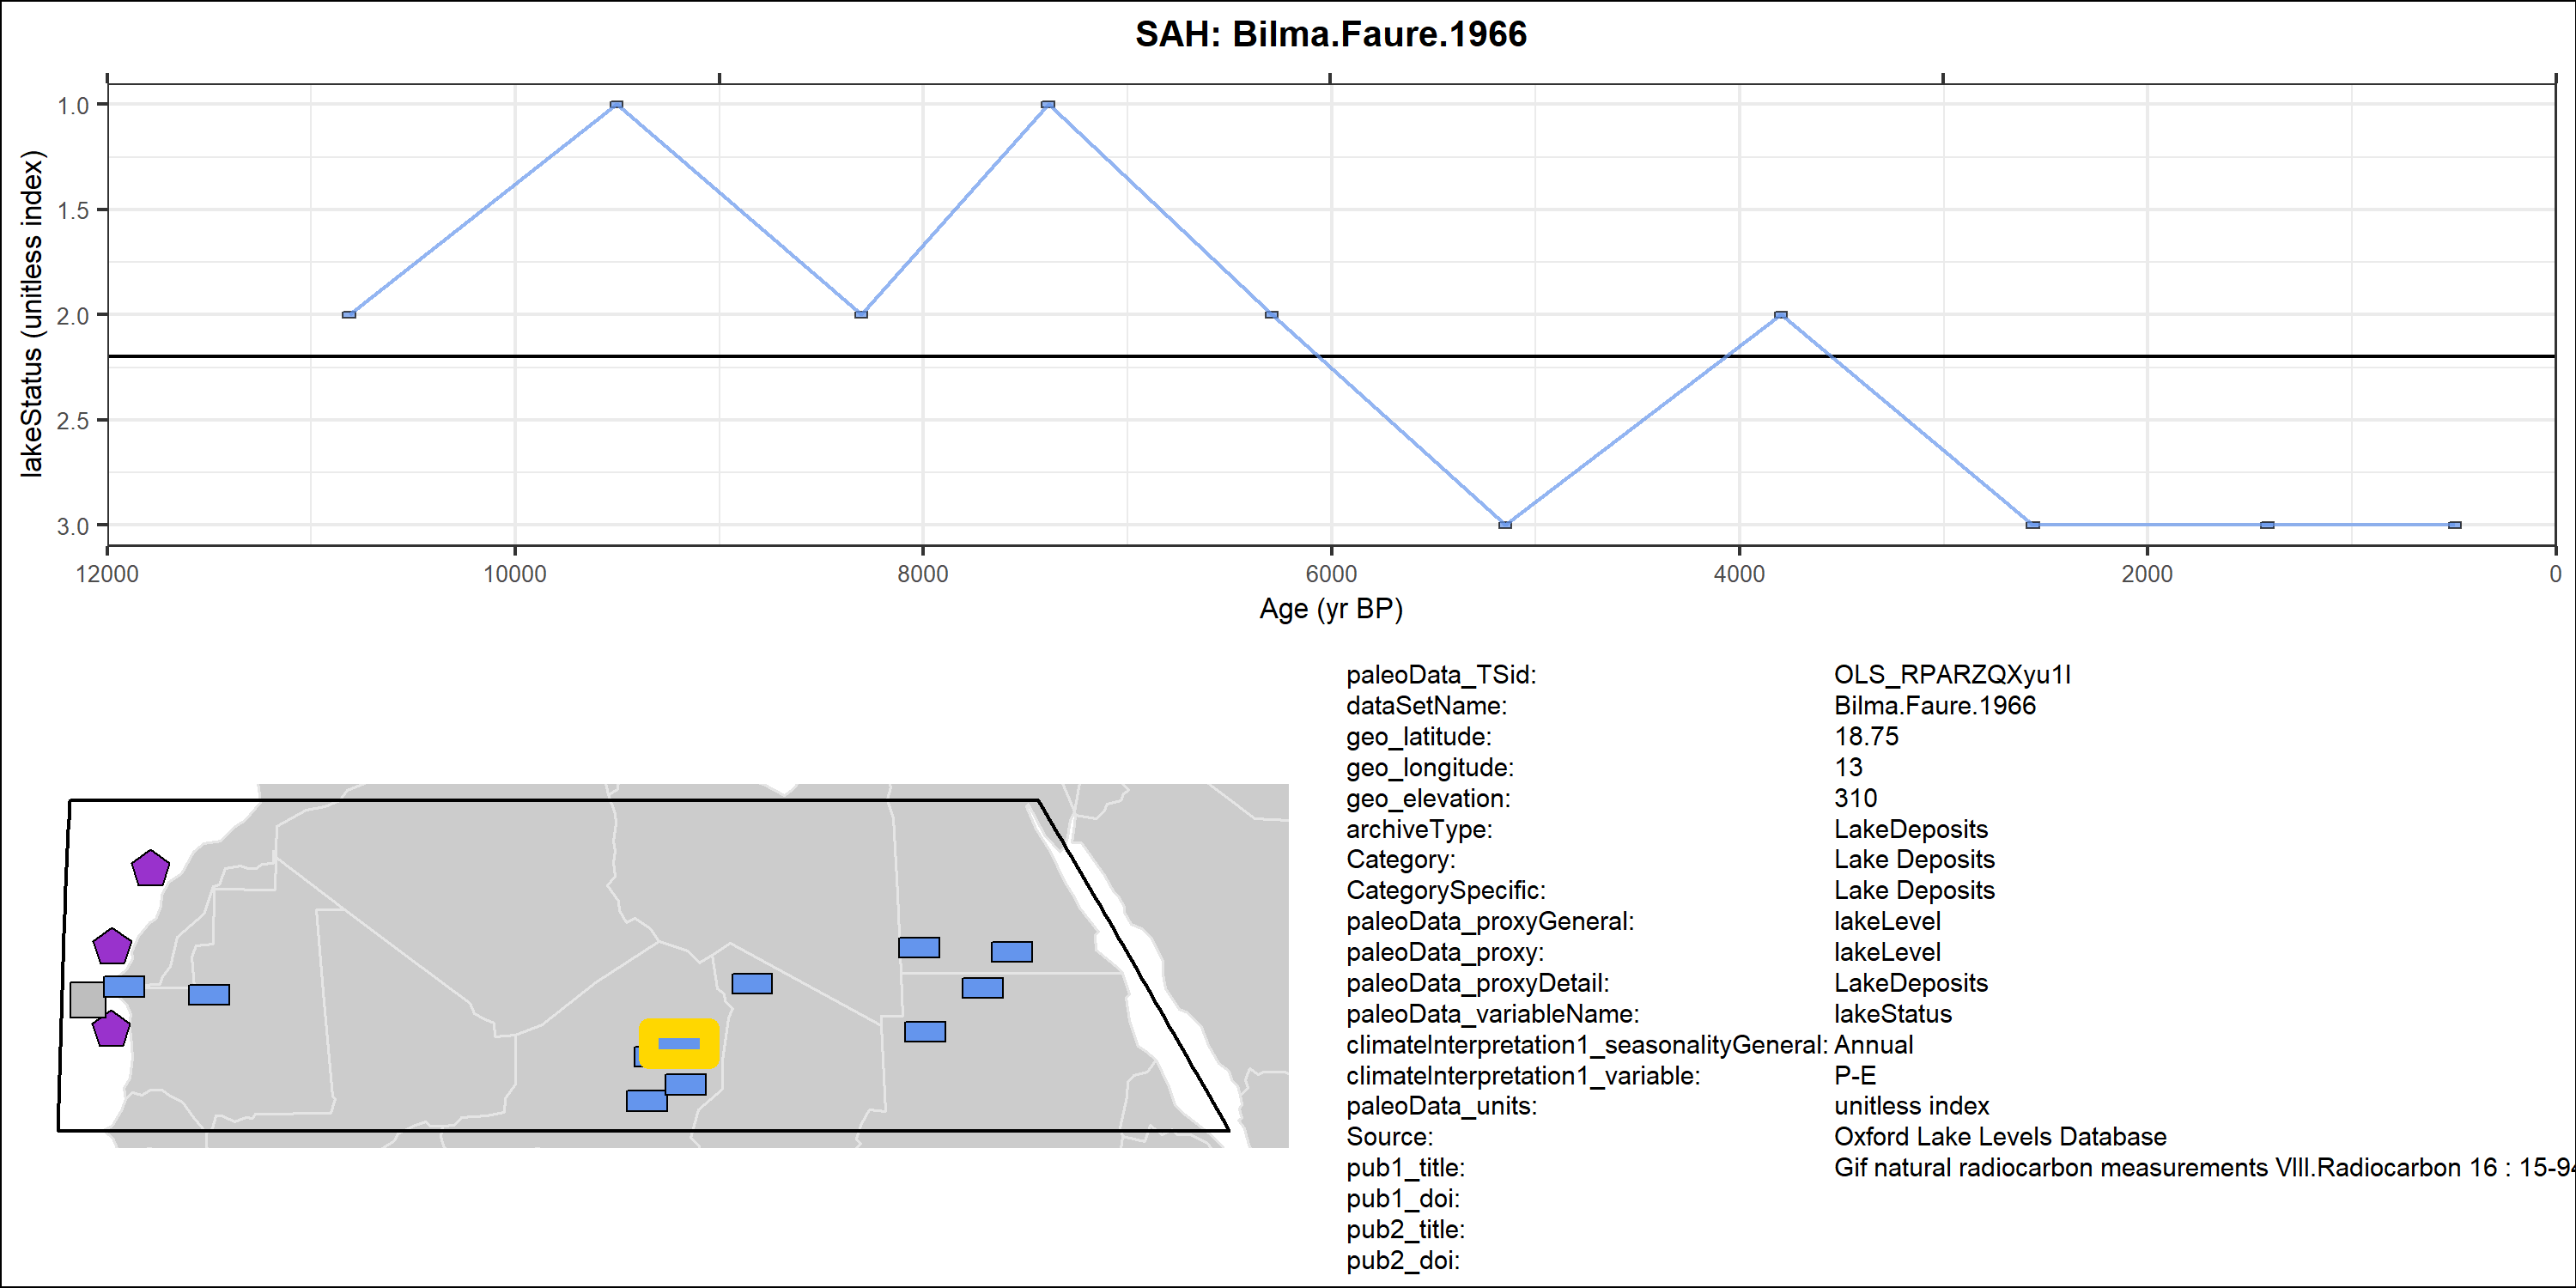 SAH: Bilma.Faure.1966
lakeStatus (unitless index)
1.0
1.5
2.0
2.5
3.0
12000 10000 8000 6000 4000 2000 0
Age (yr BP)
paleoData_TSid: OLS_RPARZQXyu1I
dataSetName: Bilma.Faure.1966
geo_latitude: 18.75
geo_longitude: 13
geo_elevation: 310
archiveType: LakeDeposits
Category: Lake Deposits
CategorySpecific: Lake Deposits
paleoData_proxyGeneral: lakeLevel
paleoData_proxy: lakeLevel
paleoData_proxyDetail: LakeDeposits
paleoData_variableName: lakeStatus
climateInterpretation1_seasonalityGeneral: Annual
climateInterpretation1_variable: P-E
paleoData_units: unitless index
Source: Oxford Lake Levels Database
pub1_title: Gif natural radiocarbon measurements VIII.Radiocarbon 16 : 15-94
pub1_doi:
pub2_title:
pub2_doi: